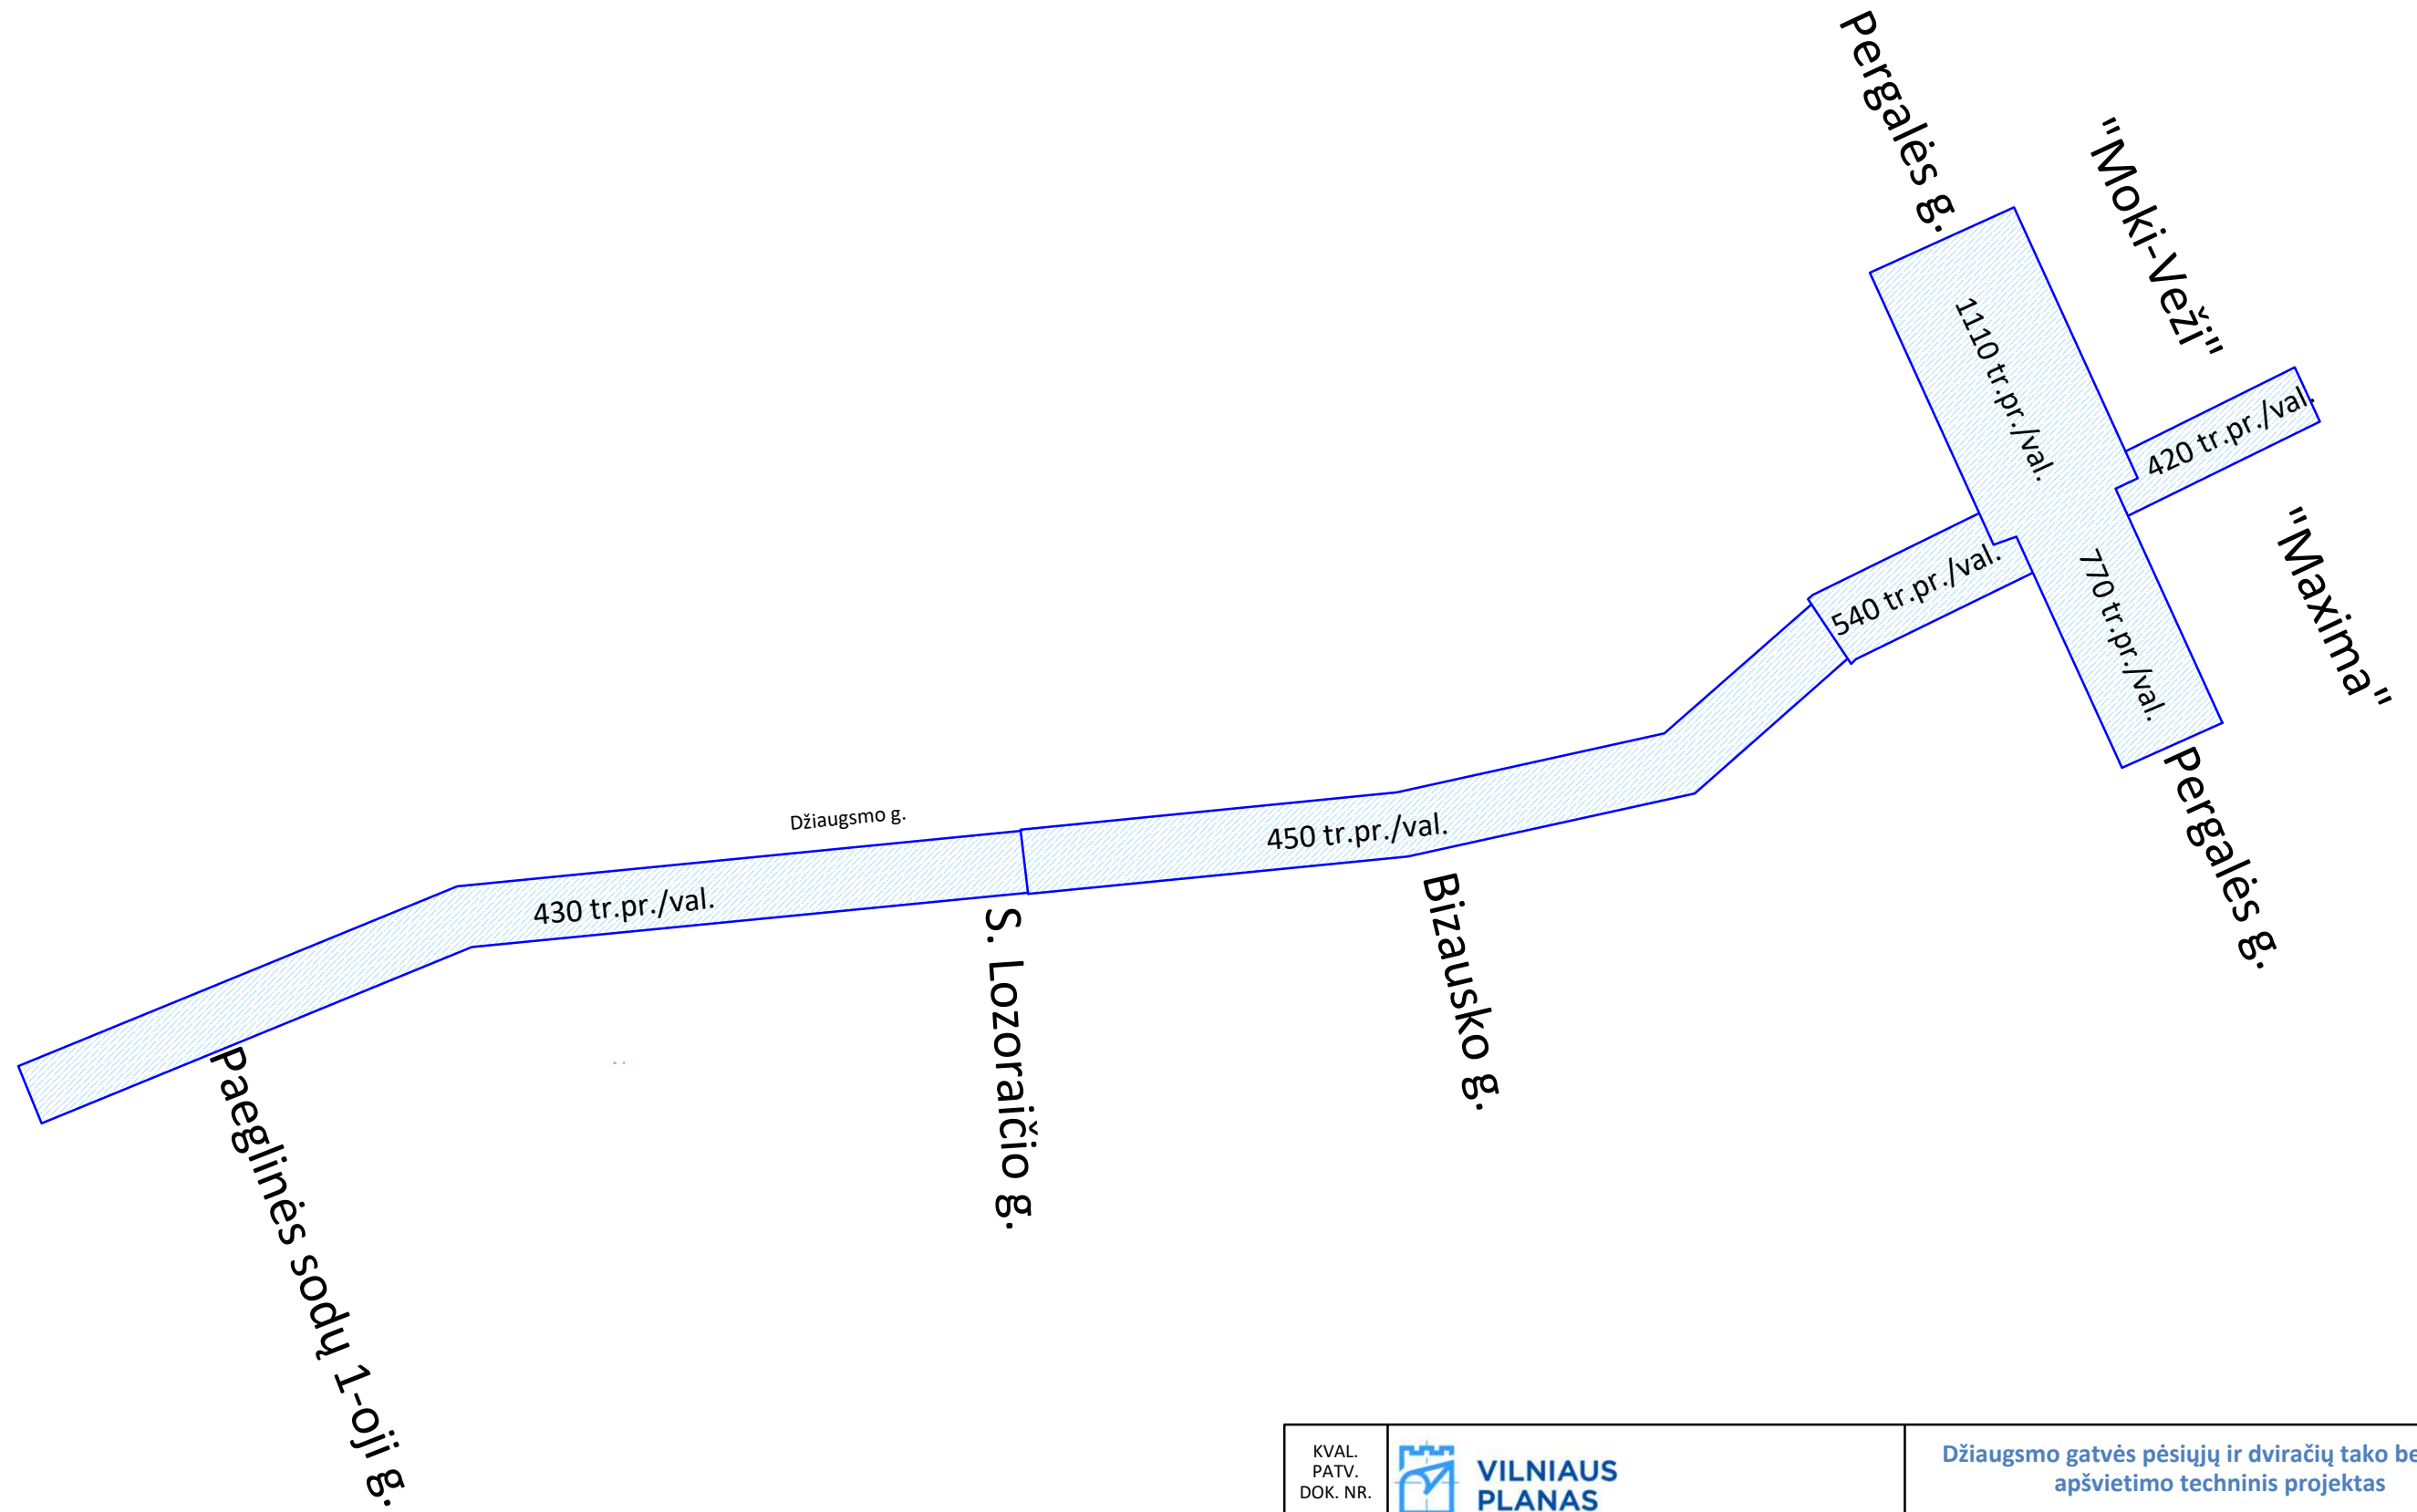 Pergalės g.
"Moki-Veži"
1110 tr.pr./val.
420 tr.pr./val.
"Maxima"
540 tr.pr./val.
770 tr.pr./val.
Pergalės g.
Džiaugsmo g.
450 tr.pr./val.
430 tr.pr./val.
Bizausko g.
S. Lozoraičio g.
Paeglinės sodų 1-oji g.
KVAL.
PATV.
DOK. NR.
VILNIAUS
PLANAS
Džiaugsmo gatvės pėsiųjų ir dviračių tako be
apšvietimo techninis projektas